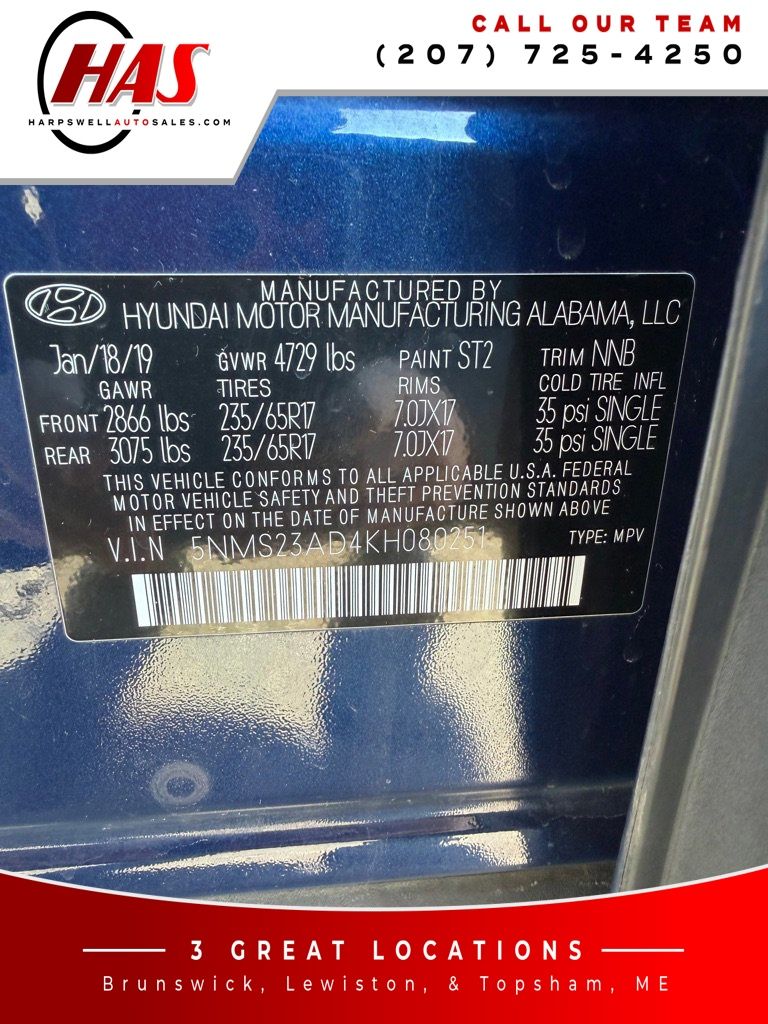 CALL OUR TEAM
(207) 725-4250
HAS
HARPSWELLAUTOSALES.COM
MANUFACTURED BY
HYUNDAI MOTOR MANUFACTURING ALABAMA, LLC
Jan/18/19 GVWR 4729 lbs PAINT ST2 TRIM NNB
GAWR TIRES RIMS COLD TIRE INFL
FRONT 2866 lbs 235/65R17 7.0JX17 35 psi SINGLE
REAR 3075 lbs 235/65R17 7.0JX17 35 psi SINGLE
THIS VEHICLE CONFORMS TO ALL APPLICABLE U.S.A. FEDERAL
MOTOR VEHICLE SAFETY AND THEFT PREVENTION STANDARDS
IN EFFECT ON THE DATE OF MANUFACTURE SHOWN ABOVE
V.I.N 5NMS23AD4KH080251 TYPE: MPV
3 GREAT LOCATIONS
Brunswick, Lewiston, & Topsham, ME